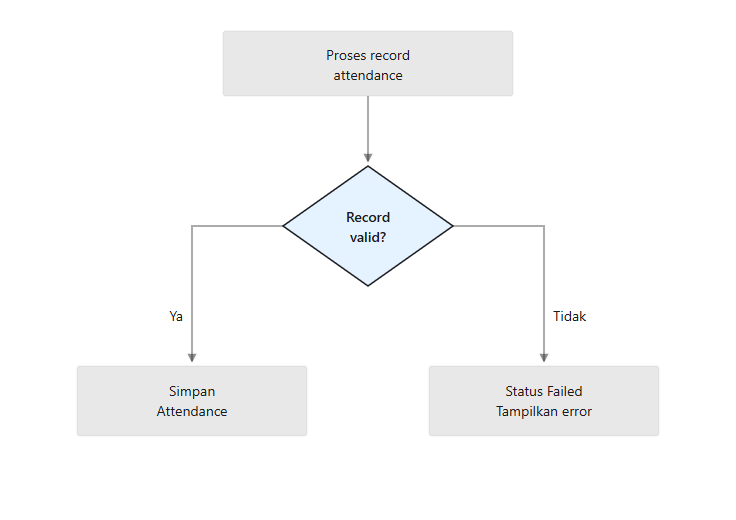 Proses record
attendance
Record
valid?
Ya
Tidak
Simpan
Attendance
Status Failed
Tampilkan error